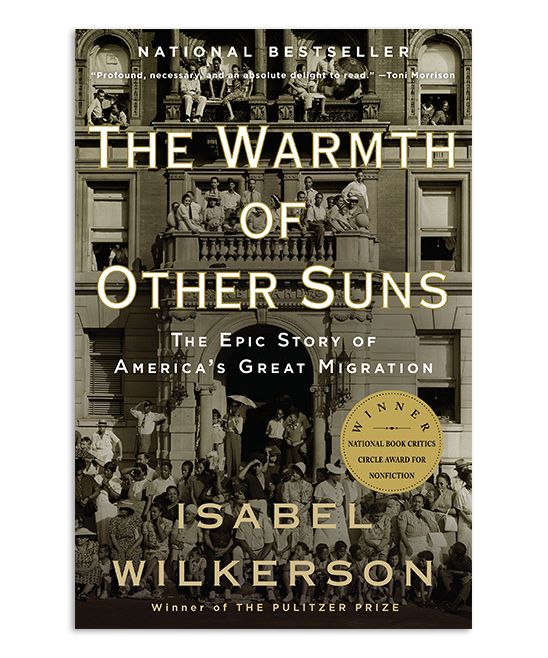 NATIONAL BESTSELLER
"Profound, necessary, and an absolute delight to read." —Toni Morrison
THE WARMTH
OF
OTHER SUNS
THE EPIC STORY OF
AMERICA'S GREAT MIGRATION
WINNER
NATIONAL BOOK CRITICS
CIRCLE AWARD FOR
NONFICTION
ISABEL
WILKERSON
Winner of THE PULITZER PRIZE